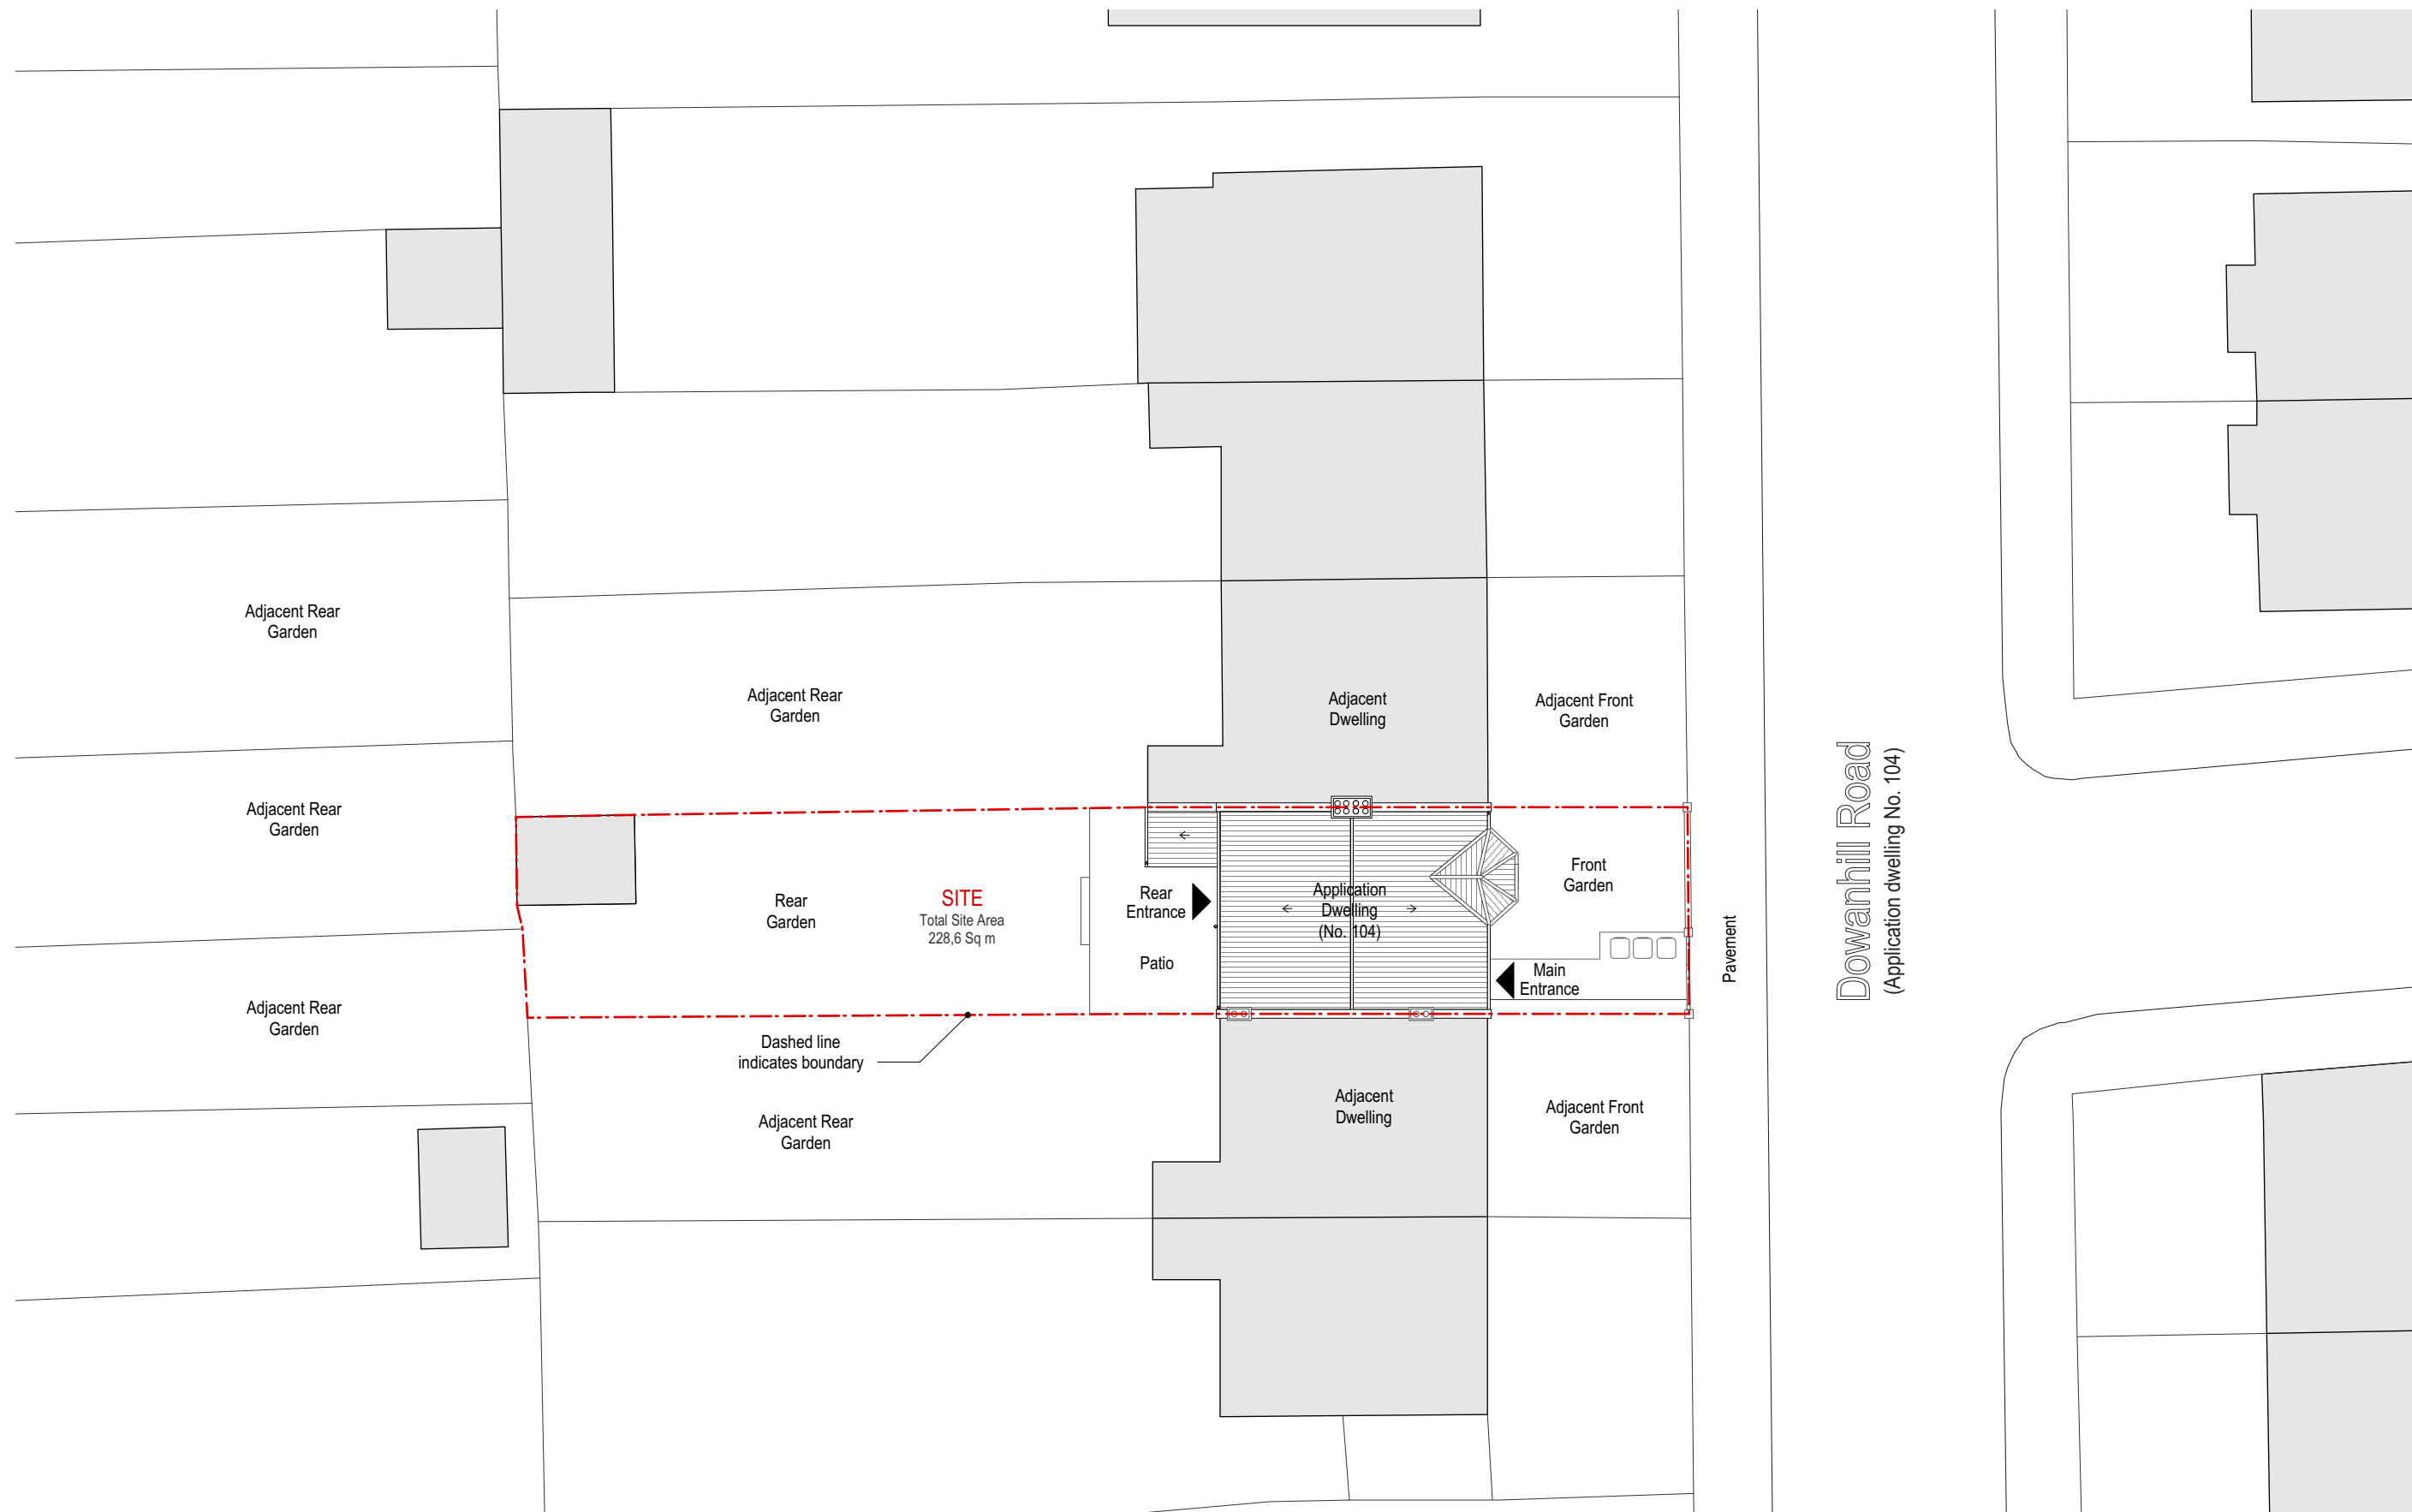 Adjacent Rear
Garden
Adjacent Rear
Garden
Adjacent
Dwelling
Adjacent Front
Garden
Adjacent Rear
Garden
Rear
Garden
SITE
Total Site Area
228,6 Sq m
Rear
Entrance
Patio
Application
Dwelling
(No. 104)
Front
Garden
Main
Entrance
Pavement
Dowanhill Road
(Application dwelling No. 104)
Adjacent Rear
Garden
Dashed line
indicates boundary
Adjacent Rear
Garden
Adjacent
Dwelling
Adjacent Front
Garden